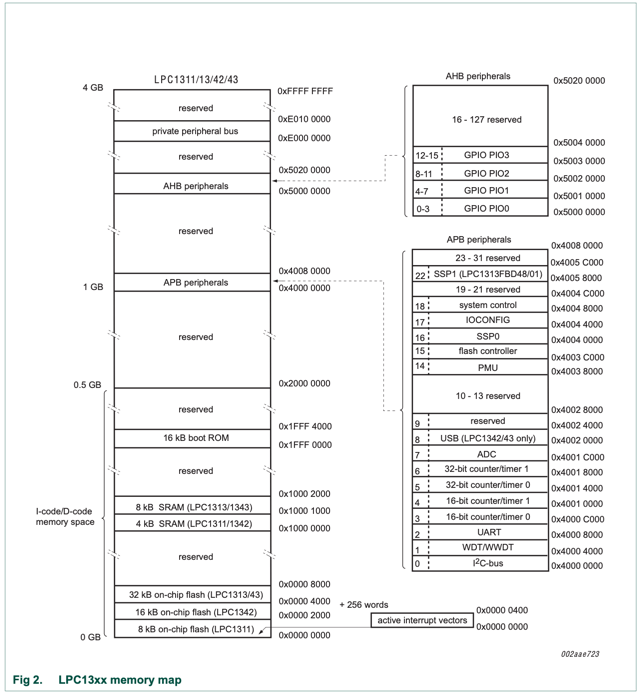 LPC1311/13/42/43
4 GB
0xFFFF FFFF
reserved
0xE010 0000
private peripheral bus
0xE000 0000
reserved
0x5020 0000
AHB peripherals
0x5000 0000
reserved
0x4008 0000
APB peripherals
1 GB
0x4000 0000
reserved
0.5 GB
0x2000 0000
reserved
0x1FFF 4000
16 kB boot ROM
0x1FFF 0000
reserved
0x1000 2000
I-code/D-code
memory space
8 kB SRAM (LPC1313/1343)
0x1000 1000
4 kB SRAM (LPC1311/1342)
0x1000 0000
reserved
0x0000 8000
32 kB on-chip flash (LPC1313/43)
0x0000 4000
16 kB on-chip flash (LPC1342)
0x0000 2000
8 kB on-chip flash (LPC1311)
0 GB
0x0000 0000
AHB peripherals
0x5020 0000
16 - 127 reserved
0x5004 0000
12-15 GPIO PIO3
0x5003 0000
8-11 GPIO PIO2
0x5002 0000
4-7 GPIO PIO1
0x5001 0000
0-3 GPIO PIO0
0x5000 0000
APB peripherals
0x4008 0000
23 - 31 reserved
0x4005 C000
22 SSP1 (LPC1313FBD48/01)
0x4005 8000
19 - 21 reserved
0x4004 C000
18 system control
0x4004 8000
17 IOCONFIG
0x4004 4000
16 SSP0
0x4004 0000
15 flash controller
0x4003 C000
14 PMU
0x4003 8000
10 - 13 reserved
0x4002 8000
9 reserved
0x4002 4000
8 USB (LPC1342/43 only)
0x4002 0000
7 ADC
0x4001 C000
6 32-bit counter/timer 1
0x4001 8000
5 32-bit counter/timer 0
0x4001 4000
4 16-bit counter/timer 1
0x4001 0000
3 16-bit counter/timer 0
0x4000 C000
2 UART
0x4000 8000
1 WDT/WWDT
0x4000 4000
0 I²C-bus
0x4000 0000
+ 256 words
0x0000 0400
active interrupt vectors
0x0000 0000
002aae723
Fig 2. LPC13xx memory map